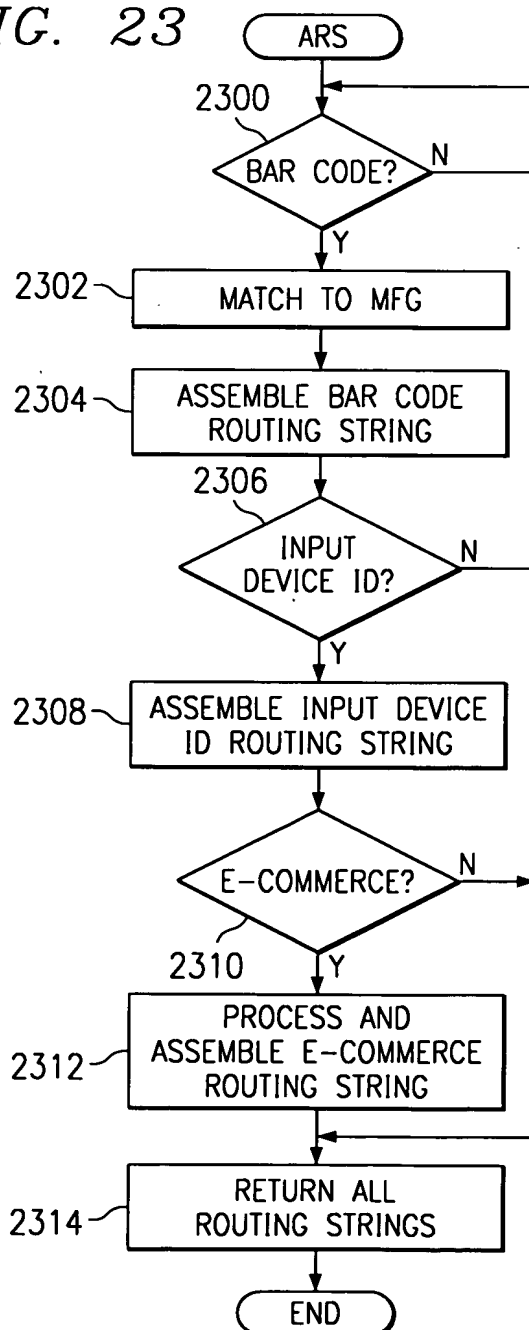 IG. 23
ARS
2300
BAR CODE?
N
Y
2302
MATCH TO MFG
2304
ASSEMBLE BAR CODE
ROUTING STRING
2306
INPUT
DEVICE ID?
N
Y
2308
ASSEMBLE INPUT DEVICE
ID ROUTING STRING
E-COMMERCE?
N
2310
Y
2312
PROCESS AND
ASSEMBLE E-COMMERCE
ROUTING STRING
2314
RETURN ALL
ROUTING STRINGS
END